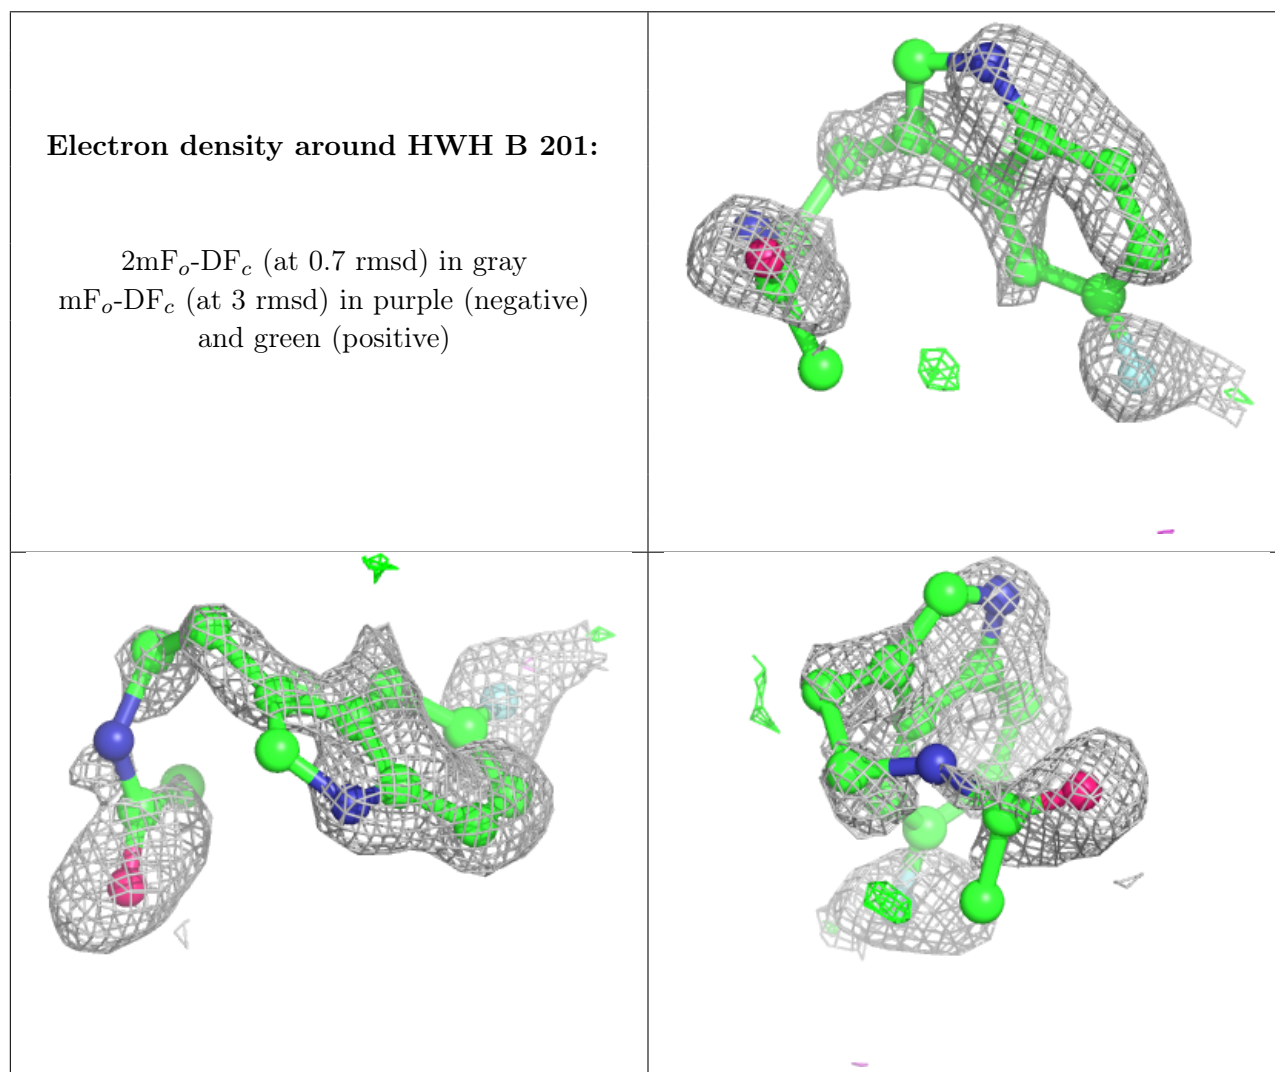 Electron density around HWH B 201:
2mFₒ-DF𝒸 (at 0.7 rmsd) in gray
mFₒ-DF𝒸 (at 3 rmsd) in purple (negative)
and green (positive)